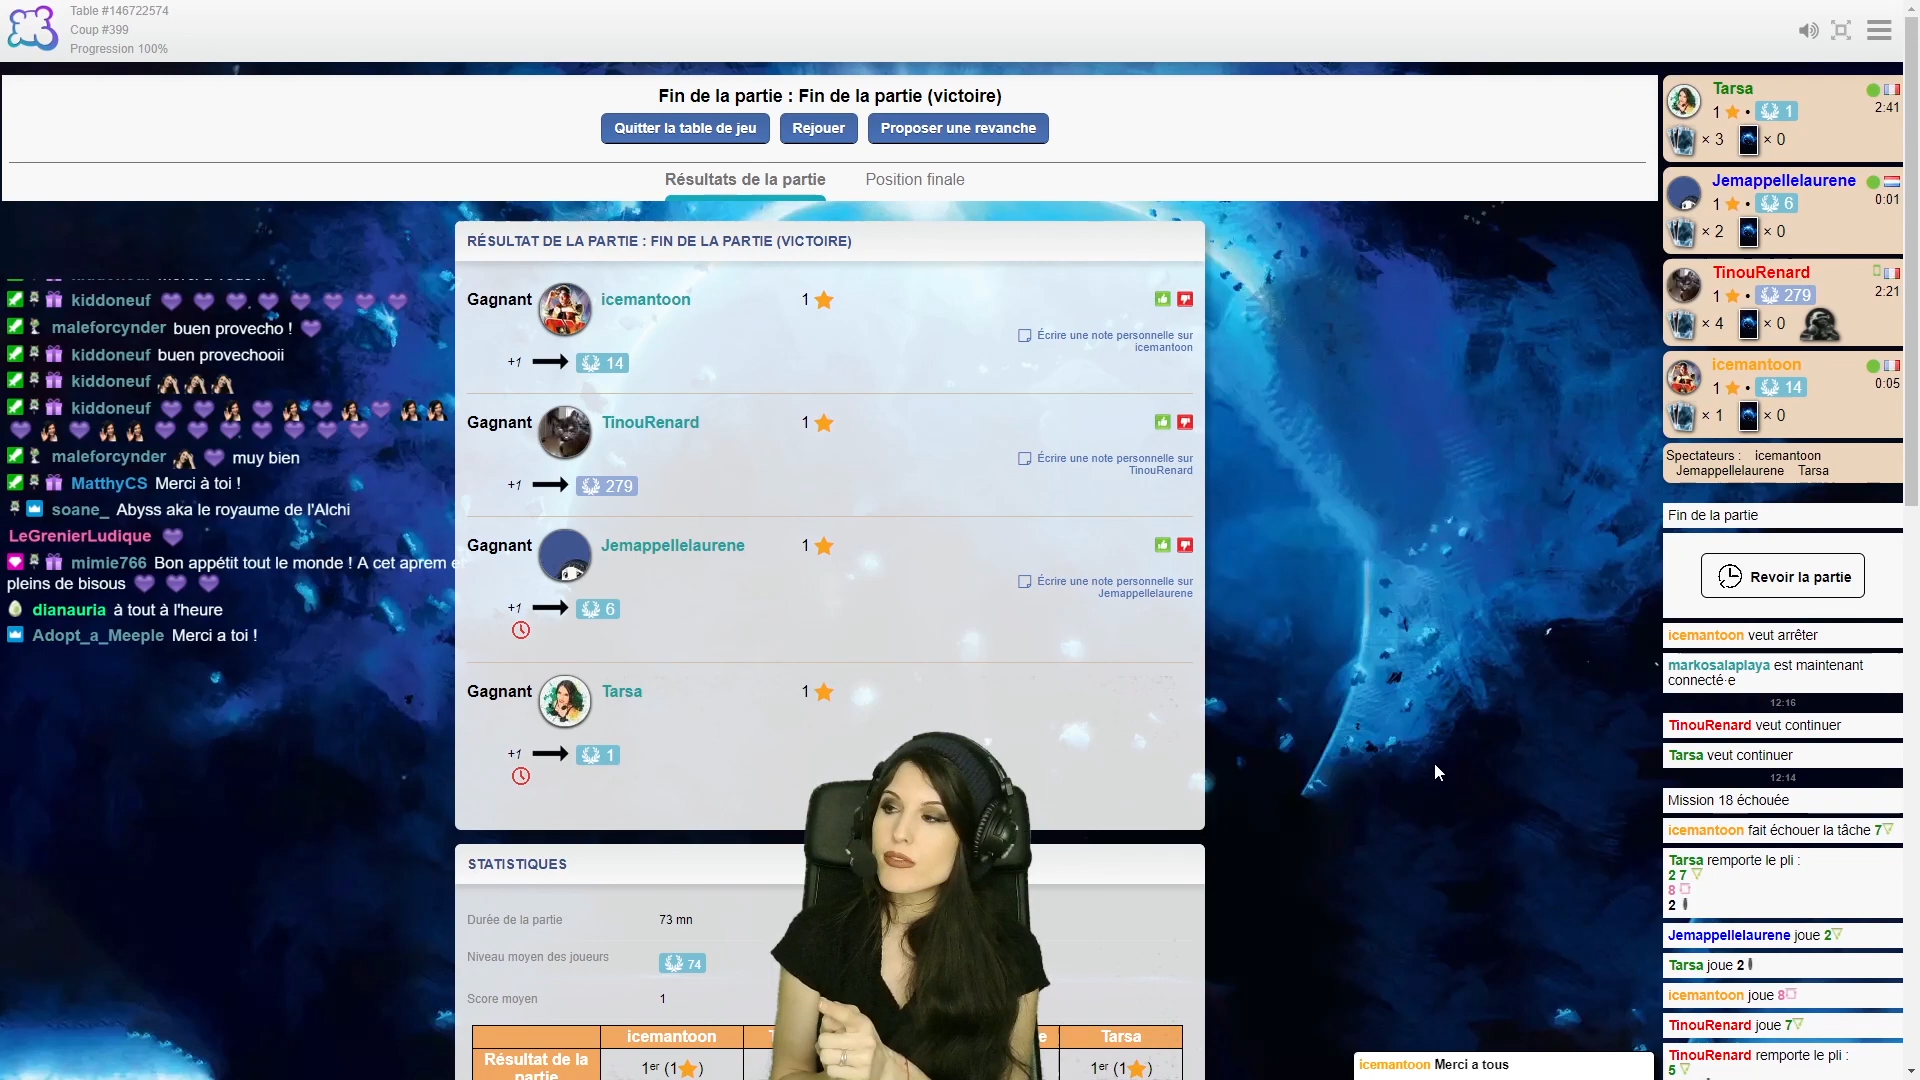 Table #146722574
Coup #399
Progression 100%
Fin de la partie : Fin de la partie (victoire)
Quitter la table de jeu
Rejouer
Proposer une revanche
Résultats de la partie
Position finale
RÉSULTAT DE LA PARTIE : FIN DE LA PARTIE (VICTOIRE)
Gagnant icemantoon 1
Écrire une note personnelle sur
icemantoon
+1 14
Gagnant TinouRenard 1
Écrire une note personnelle sur
TinouRenard
+1 279
Gagnant Jemappellelaurene 1
Écrire une note personnelle sur
Jemappellelaurene
+1 6
Gagnant Tarsa 1
+1 1
STATISTIQUES
Durée de la partie 73 mn
Niveau moyen des joueurs 74
Score moyen 1
icemantoon
Tarsa
Résultat de la
partie
1er (1)
1er (1)
kiddoneuf
maleforcynder buen provecho !
kiddoneuf buen provechooii
kiddoneuf
kiddoneuf
maleforcynder muy bien
MatthyCS Merci à toi !
soane_ Abyss aka le royaume de l'Alchi
LeGrenierLudique
mimie766 Bon appétit tout le monde ! A cet aprem et
pleins de bisous
dianauria à tout à l'heure
Adopt_a_Meeple Merci a toi !
Tarsa
1 • 1
2:41
× 3 × 0
Jemappellelaurene
1 • 6
0:01
× 2 × 0
TinouRenard
1 • 279
2:21
× 4 × 0
icemantoon
1 • 14
0:05
× 1 × 0
Spectateurs : icemantoon
Jemappellelaurene Tarsa
Fin de la partie
Revoir la partie
icemantoon veut arrêter
markosalaplaya est maintenant
connecté·e
12:16
TinouRenard veut continuer
Tarsa veut continuer
12:14
Mission 18 échouée
icemantoon fait échouer la tâche 7
Tarsa remporte le pli :
2 7
8
2
Jemappellelaurene joue 2
Tarsa joue 2
icemantoon joue 8
TinouRenard joue 7
TinouRenard remporte le pli :
5
icemantoon Merci a tous